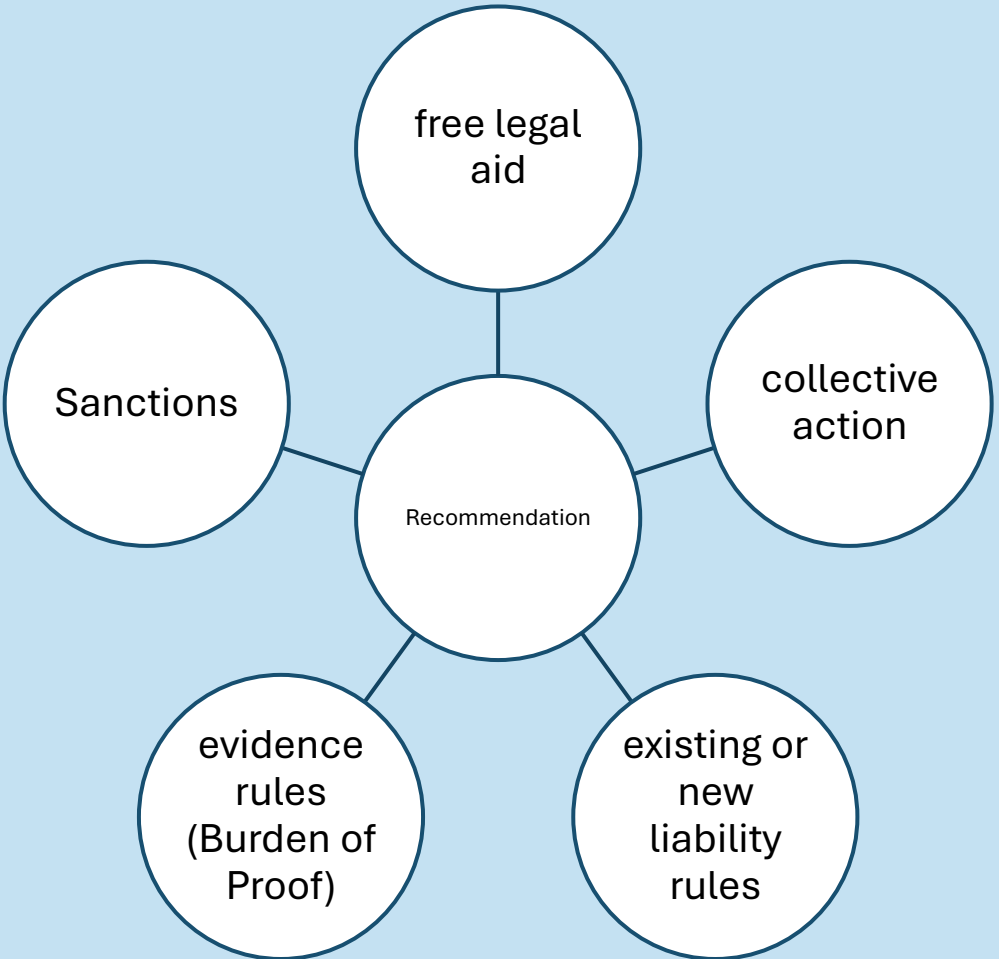 free legal
aid
Sanctions
collective
action
Recommendation
evidence
rules
(Burden of
Proof)
existing or
new
liability
rules